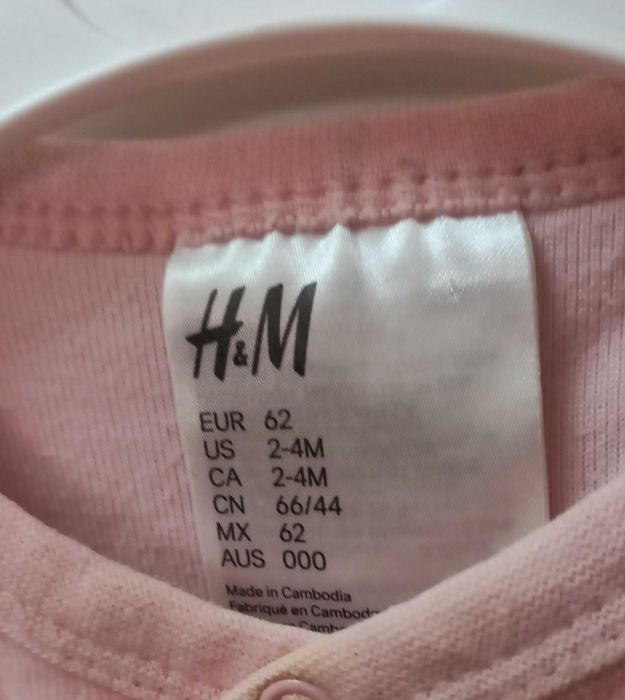 H&M
EUR 62
US 2-4M
CA 2-4M
CN 66/44
MX 62
AUS 000
Made in Cambodia
Fabriqué en